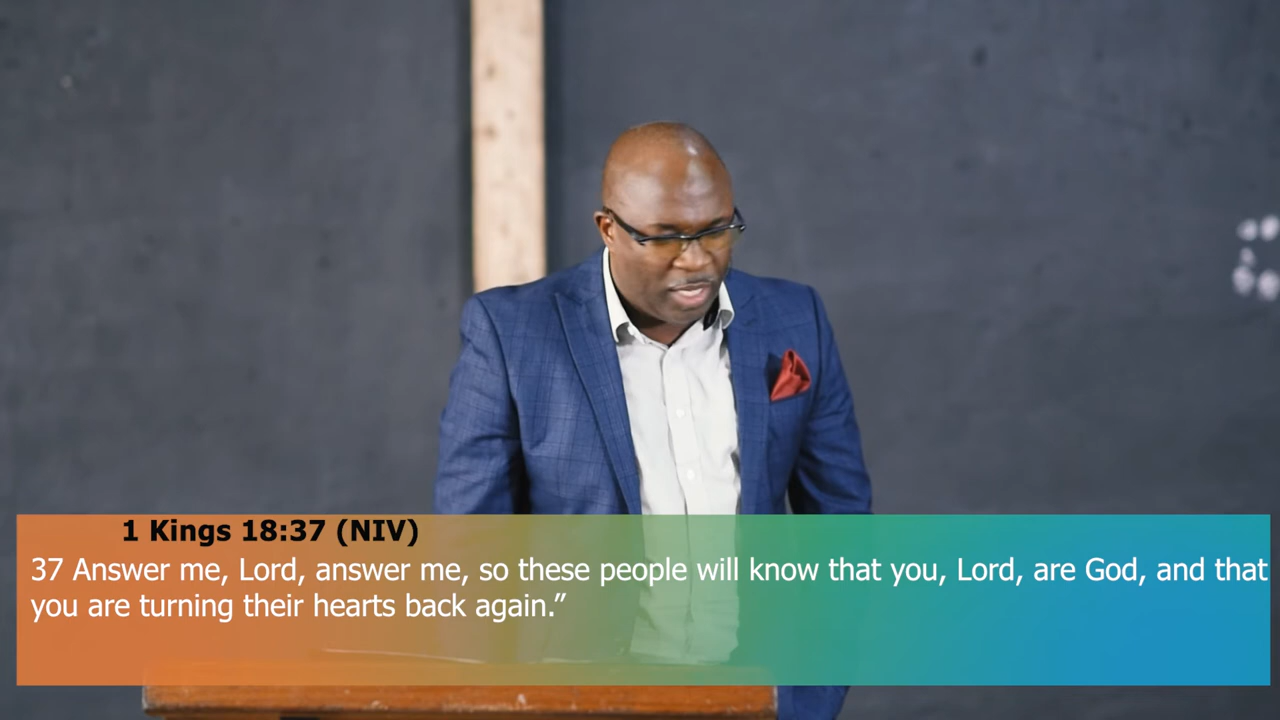 1 Kings 18:37 (NIV)
37 Answer me, Lord, answer me, so these people will know that you, Lord, are God, and that
you are turning their hearts back again.”